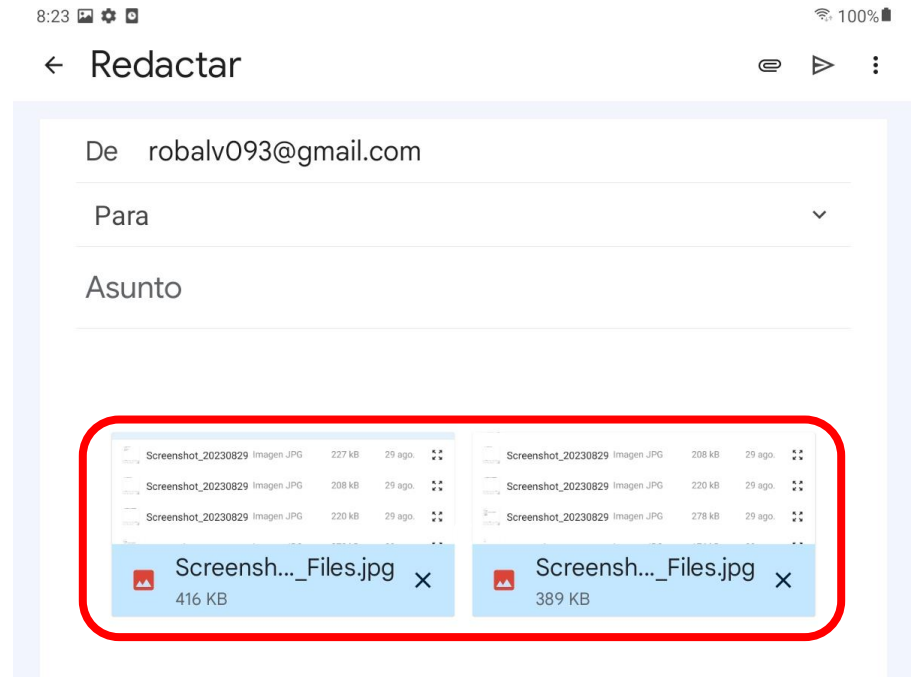 8:23 100%
Redactar
De robalv093@gmail.com
Para
Asunto
Screenshot_20230829 Imagen JPG 227 kB 29 ago.
Screenshot_20230829 Imagen JPG 208 kB 29 ago.
Screenshot_20230829 Imagen JPG 220 kB 29 ago.
Screensh..._Files.jpg
416 KB
Screenshot_20230829 Imagen JPG 208 kB 29 ago.
Screenshot_20230829 Imagen JPG 220 kB 29 ago.
Screenshot_20230829 Imagen JPG 278 kB 29 ago.
Screensh..._Files.jpg
389 KB